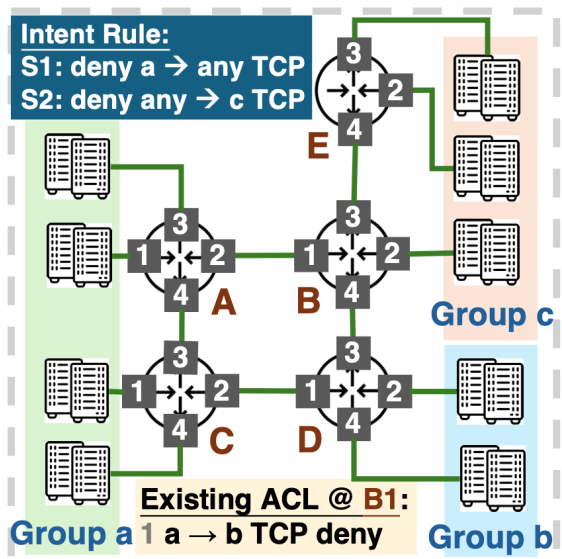 Intent Rule:
S1: deny a → any TCP
S2: deny any → c TCP
3
2
4
E
3
1
2
4
A
3
1
2
4
B
Group c
3
1
2
4
C
3
1
2
4
D
Existing ACL @ B1:
1 a → b TCP deny
Group a
Group b